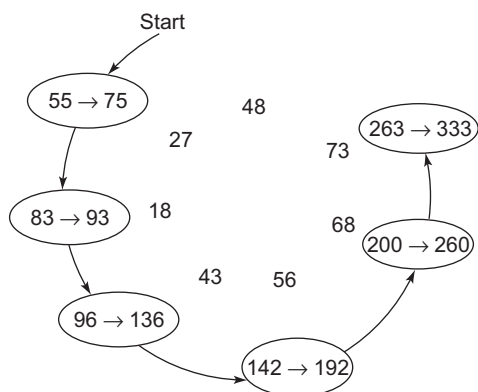 Start
55 → 75
48
263 → 333
27
73
83 → 93
18
68
200 → 260
43
56
96 → 136
142 → 192